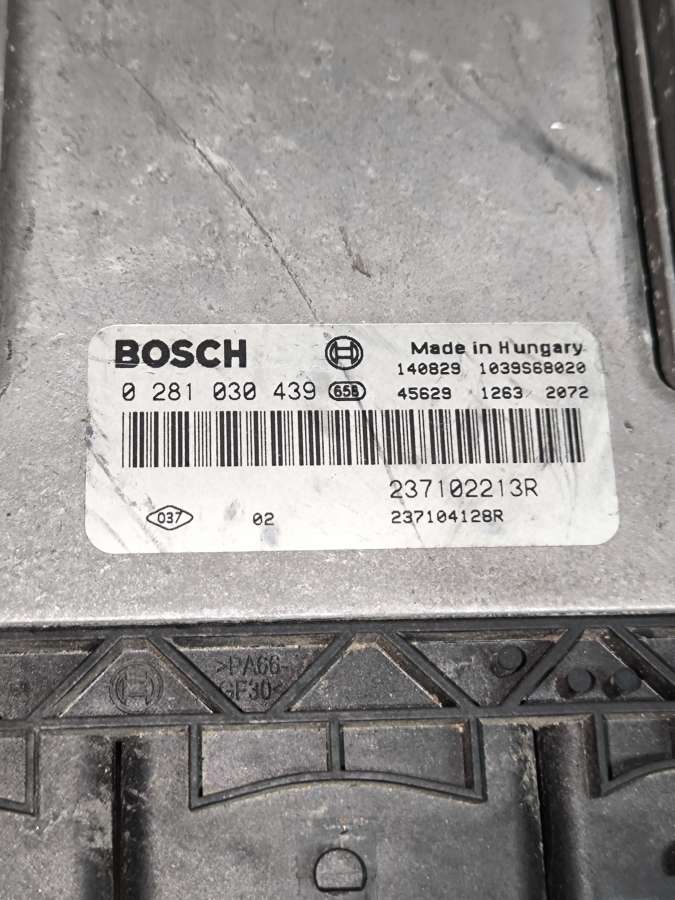 BOSCH
Made in Hungary
140829 1039S68020
0 281 030 439 658
45629 1263 2072
237102213R
037 02 237104128R
>PA66-
GF30<
D